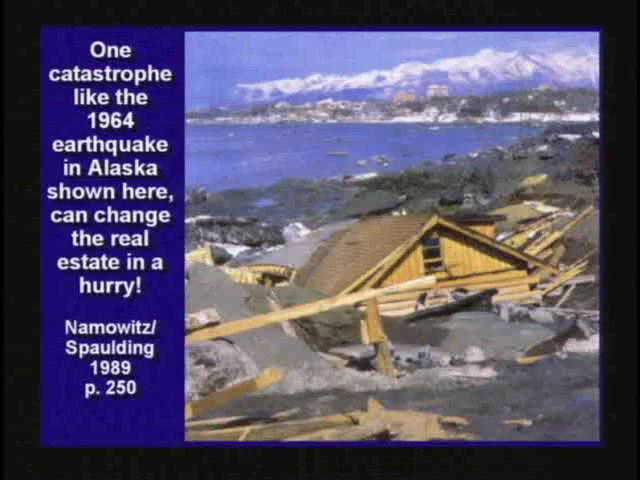 One
catastrophe
like the
1964
earthquake
in Alaska
shown here,
can change
the real
estate in a
hurry!
Namowitz/
Spaulding
1989
p. 250